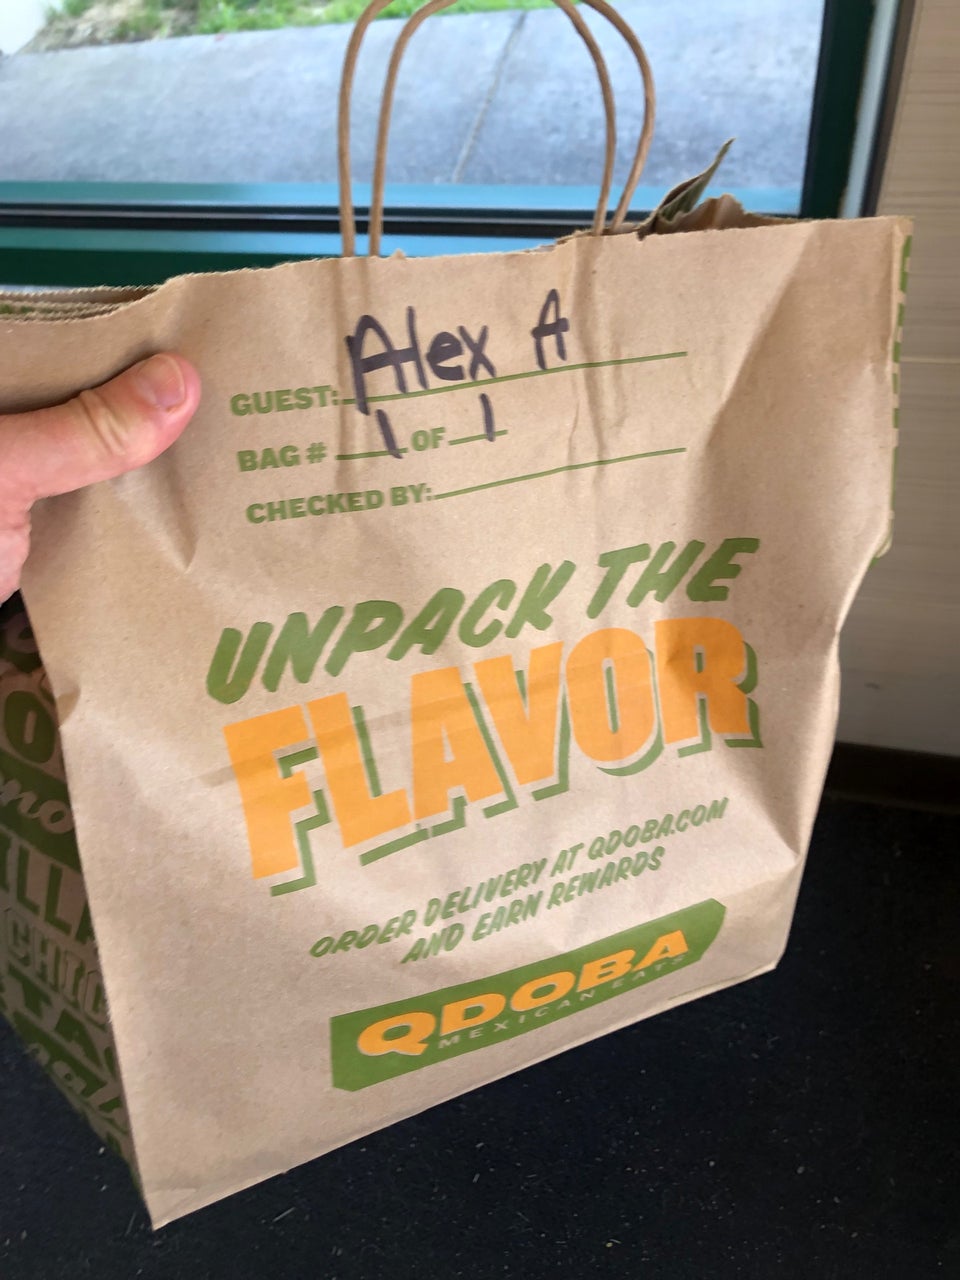 GUEST: Alex A
BAG # 1 OF 1
CHECKED BY:
UNPACK THE
FLAVOR
ORDER DELIVERY AT QDOBA.COM
AND EARN REWARDS
QDOBA
MEXICAN EATS